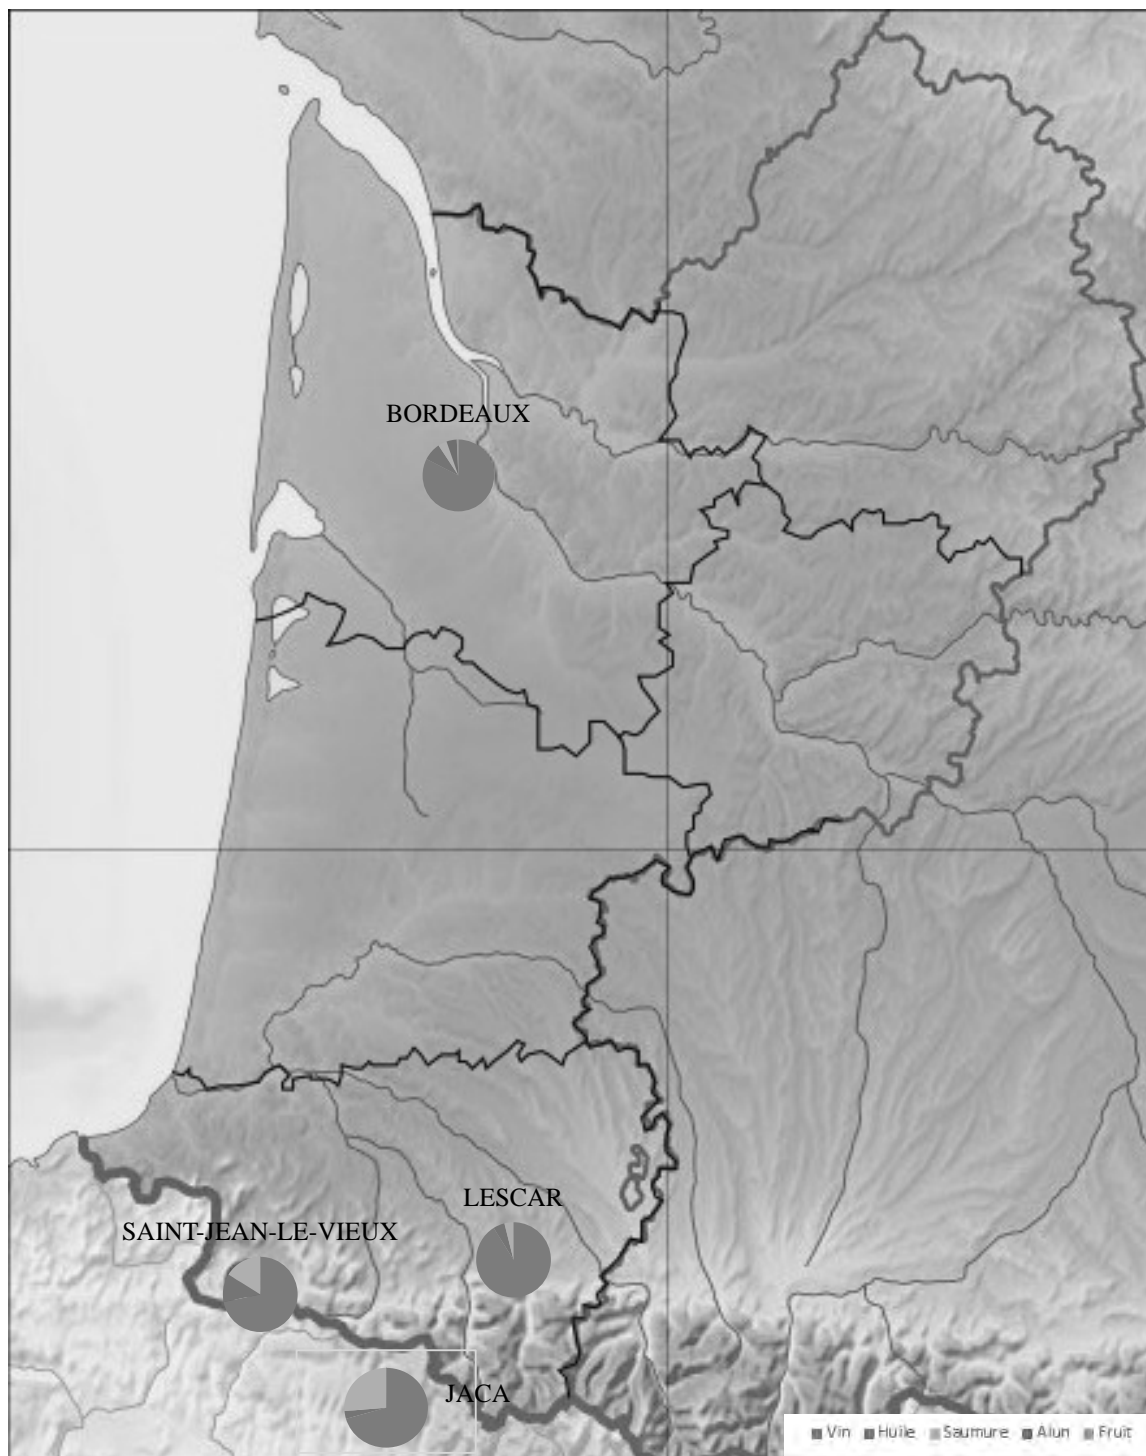 BORDEAUX
LESCAR
SAINT-JEAN-LE-VIEUX
JACA
Vin Huile Saumure Alun Fruit